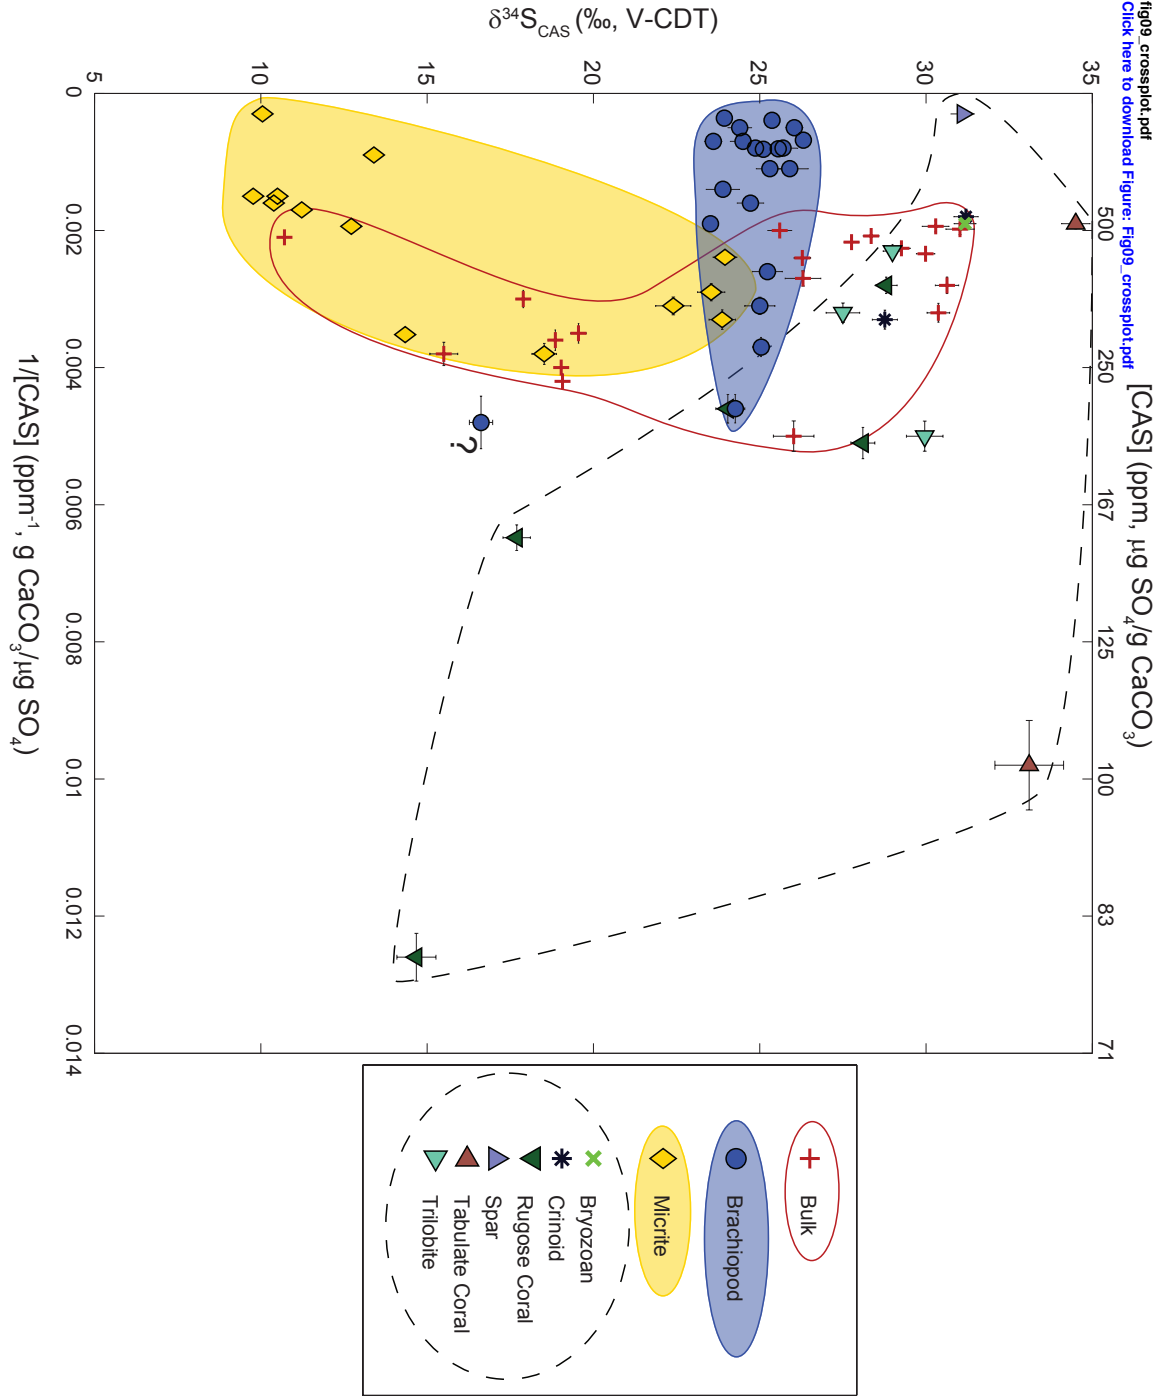 fig09_crossplot.pdf
Click here to download Figure: Fig09_crossplot.pdf
[CAS] (ppm, μg SO4/g CaCO3)
500 250 167 125 100 83 71
δ34SCAS (‰, V-CDT)
35
30
25
20
15
10
5
?
0 0.002 0.004 0.006 0.008 0.01 0.012 0.014
1/[CAS] (ppm-1, g CaCO3/μg SO4)
Bulk
Brachiopod
Micrite
Bryozoan
Crinoid
Rugose Coral
Spar
Tabulate Coral
Trilobite